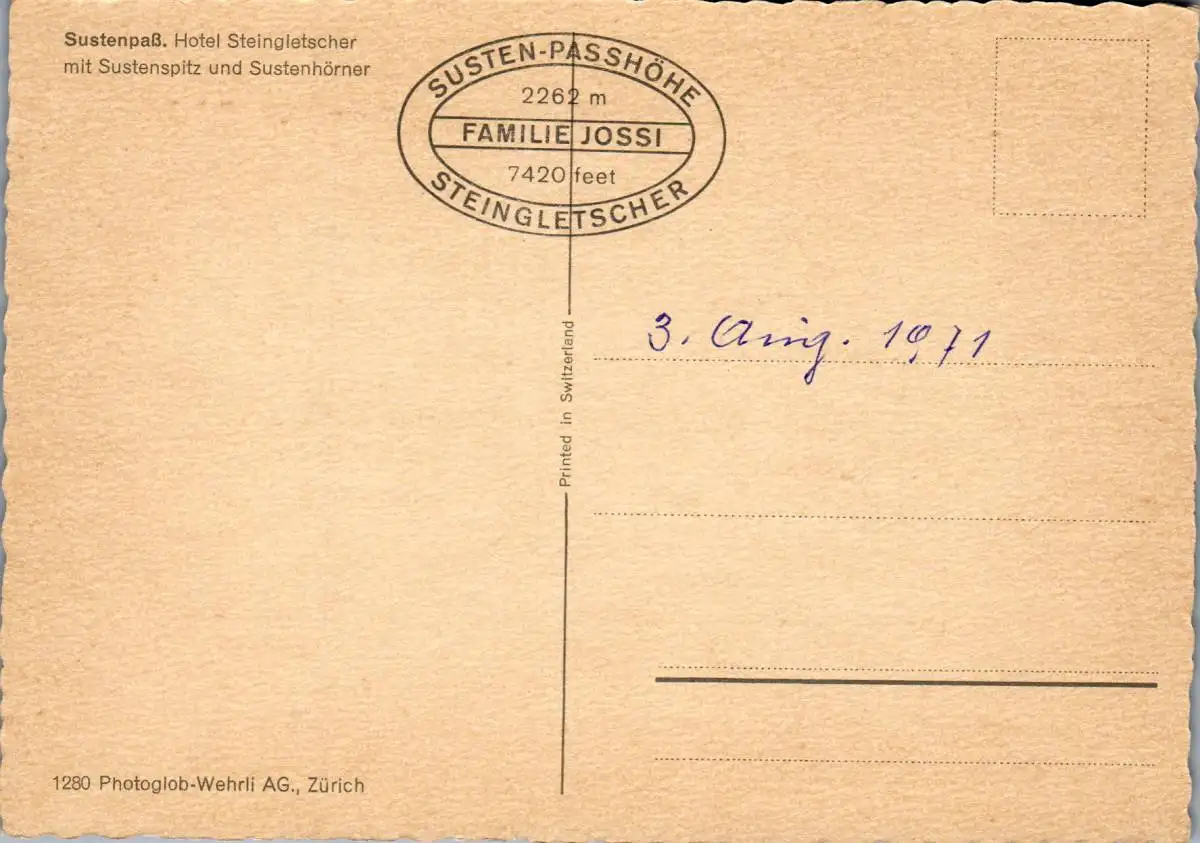 Sustenpaß. Hotel Steingletscher
mit Sustenspitz und Sustenhörner
SUSTEN-PASSHÖHE
2262 m
FAMILIE JOSSI
7420 feet
STEINGLETSCHER
3. Aug. 1971
Printed in Switzerland
1280 Photoglob-Wehrli AG., Zürich